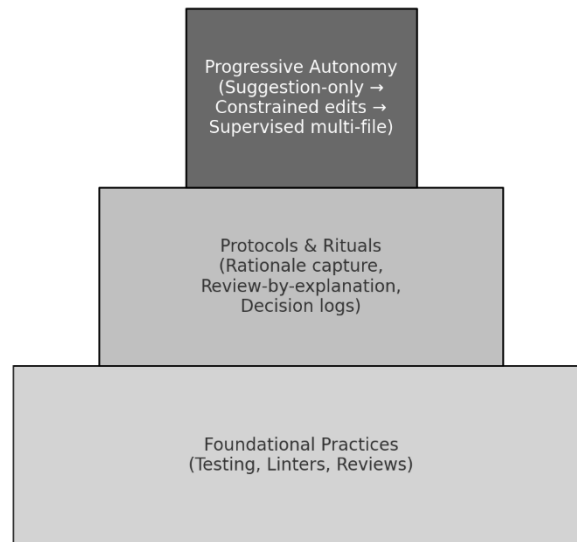 Progressive Autonomy
(Suggestion-only →
Constrained edits →
Supervised multi-file)
Protocols & Rituals
(Rationale capture,
Review-by-explanation,
Decision logs)
Foundational Practices
(Testing, Linters, Reviews)